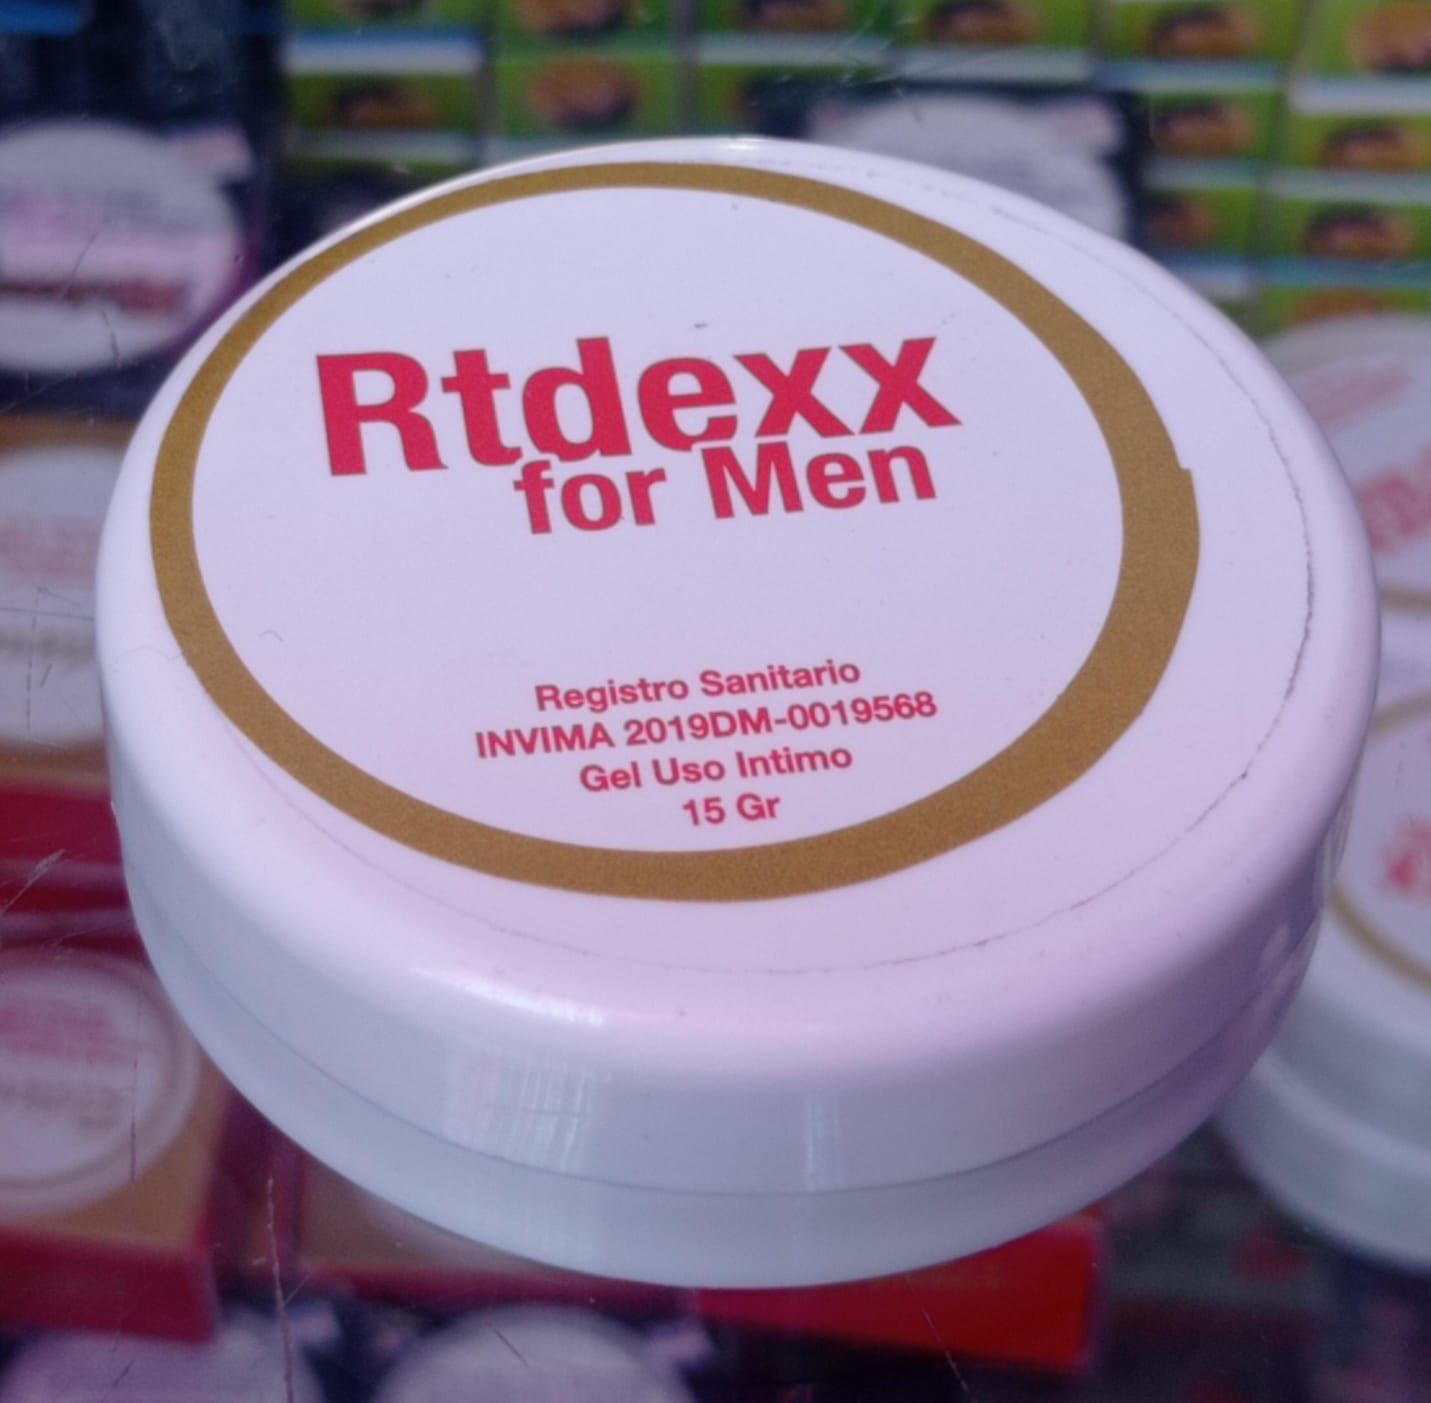 Rtdexx
for Men
Registro Sanitario
INVIMA 2019DM-0019568
Gel Uso Intimo
15 Gr